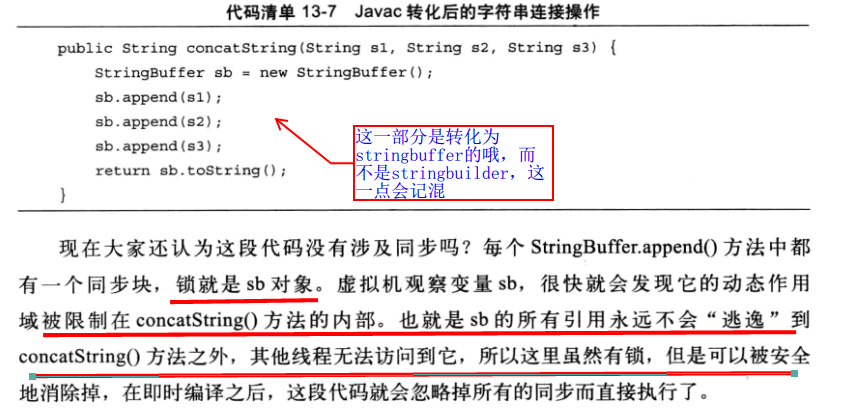 代码清单 13-7 Javac 转化后的字符串连接操作
public String concatString(String s1, String s2, String s3) {
StringBuffer sb = new StringBuffer();
sb.append(s1);
sb.append(s2);
sb.append(s3);
return sb.toString();
}
这一部分是转化为
stringbuffer的哦，而
不是stringbuilder，这
一点会记混
现在大家还认为这段代码没有涉及同步吗？每个 StringBuffer.append() 方法中都
有一个同步块，锁就是 sb 对象。虚拟机观察变量 sb，很快就会发现它的动态作用
域被限制在 concatString() 方法的内部。也就是 sb 的所有引用永远不会“逃逸”到
concatString() 方法之外，其他线程无法访问到它，所以这里虽然有锁，但是可以被安全
地消除掉，在即时编译之后，这段代码就会忽略掉所有的同步而直接执行了。